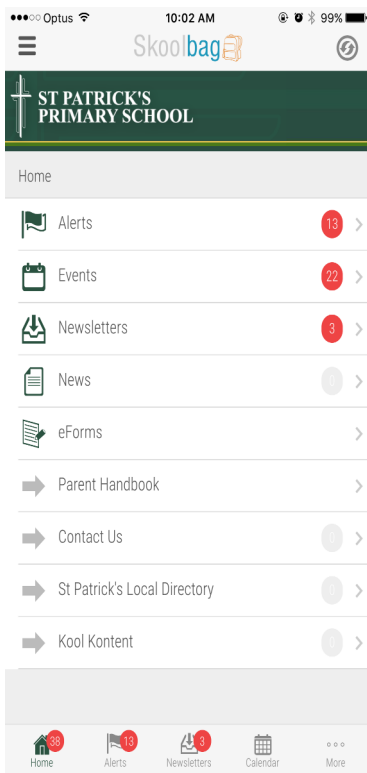 Optus 10:02 AM 99%
Skoolbag
ST PATRICK'S
PRIMARY SCHOOL
Home
Alerts 13
Events 22
Newsletters 3
News 0
eForms
Parent Handbook
Contact Us 0
St Patrick's Local Directory 0
Kool Kontent 0
38 13 3
Home Alerts Newsletters Calendar More